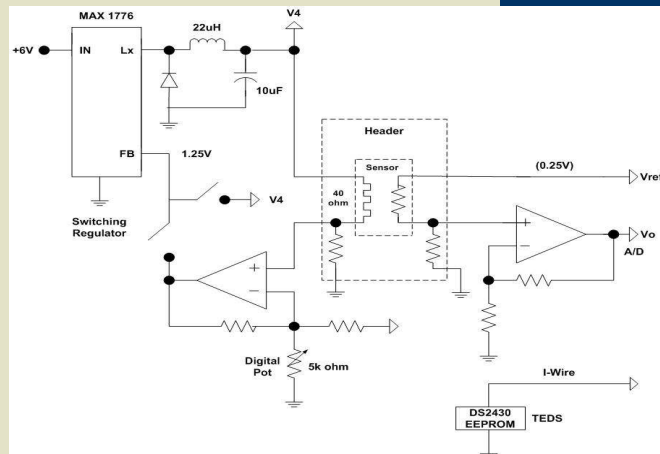 MAX 1776
22uH
V4
+6V
IN
Lx
10uF
FB
1.25V
V4
Switching
Regulator
Header
Sensor
40
ohm
(0.25V)
Vref
+
−
Vo
A/D
+
−
Digital
Pot
5k ohm
I-Wire
DS2430
EEPROM
TEDS